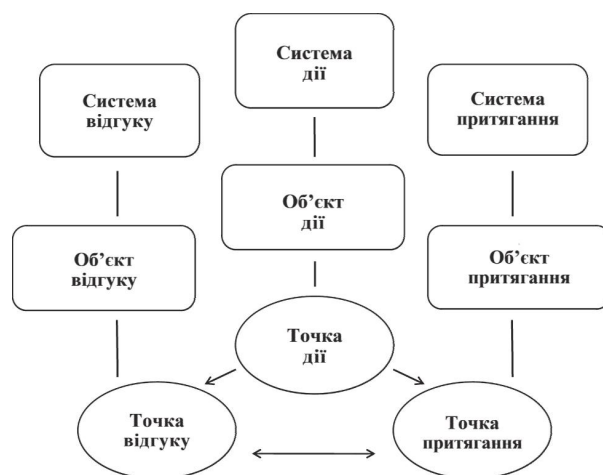 Система
дії
Система
відгуку
Система
притягання
Об’єкт
дії
Об’єкт
відгуку
Об’єкт
притягання
Точка
дії
Точка
відгуку
Точка
притягання